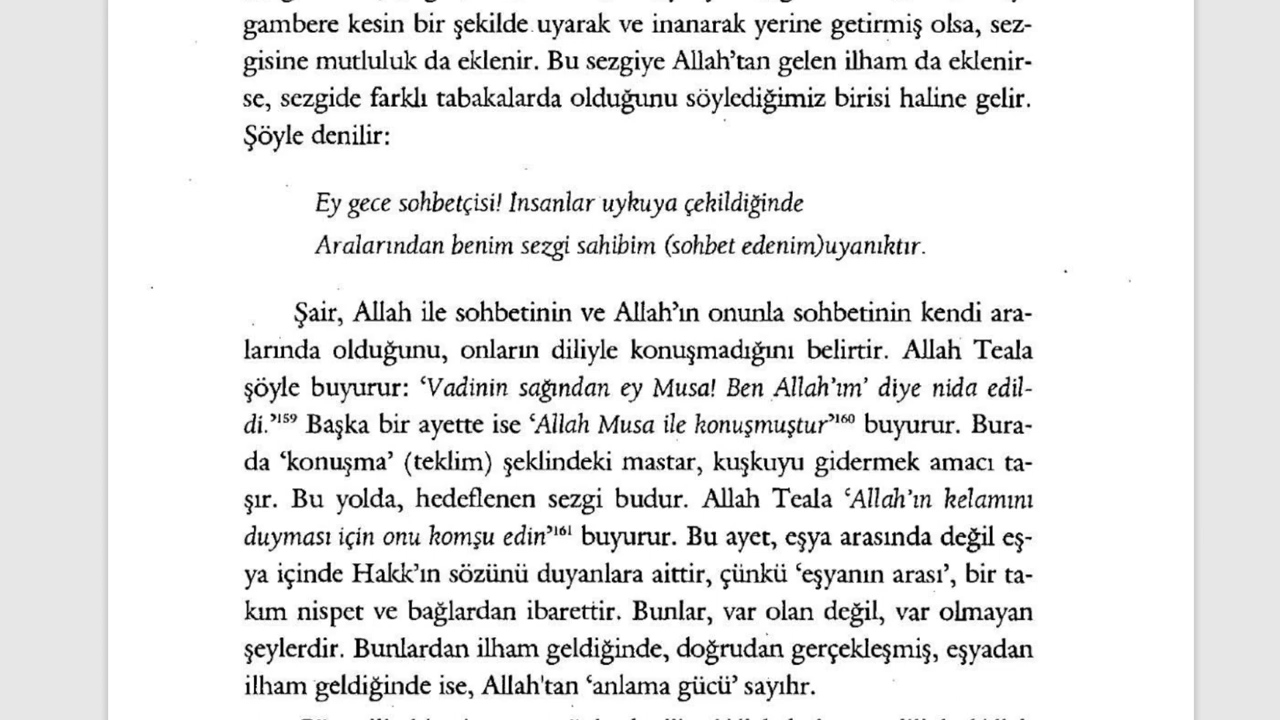 gambere kesin bir şekilde uyarak ve inanarak yerine getirmiş olsa, sez-
gisine mutluluk da eklenir. Bu sezgiye Allah’tan gelen ilham da eklenir-
se, sezgide farklı tabakalarda olduğunu söylediğimiz birisi haline gelir.
Şöyle denilir:
Ey gece sohbetçisi! İnsanlar uykuya çekildiğinde
Aralarından benim sezgi sahibim (sohbet edenim)uyanıktır.
Şair, Allah ile sohbetinin ve Allah’ın onunla sohbetinin kendi ara-
larında olduğunu, onların diliyle konuşmadığını belirtir. Allah Teala
şöyle buyurur: ‘Vadinin sağından ey Musa! Ben Allah’ım’ diye nida edil-
di.’¹⁵⁹ Başka bir ayette ise ‘Allah Musa ile konuşmuştur’¹⁶⁰ buyurur. Bura-
da ‘konuşma’ (teklim) şeklindeki mastar, kuşkuyu gidermek amacı ta-
şır. Bu yolda, hedeflenen sezgi budur. Allah Teala ‘Allah’ın kelamını
duyması için onu komşu edin’¹⁶¹ buyurur. Bu ayet, eşya arasında değil eş-
ya içinde Hakk’ın sözünü duyanlara aittir, çünkü ‘eşyanın arası’, bir ta-
kım nispet ve bağlardan ibarettir. Bunlar, var olan değil, var olmayan
şeylerdir. Bunlardan ilham geldiğinde, doğrudan gerçekleşmiş, eşyadan
ilham geldiğinde ise, Allah'tan ‘anlama gücü’ sayıhr.